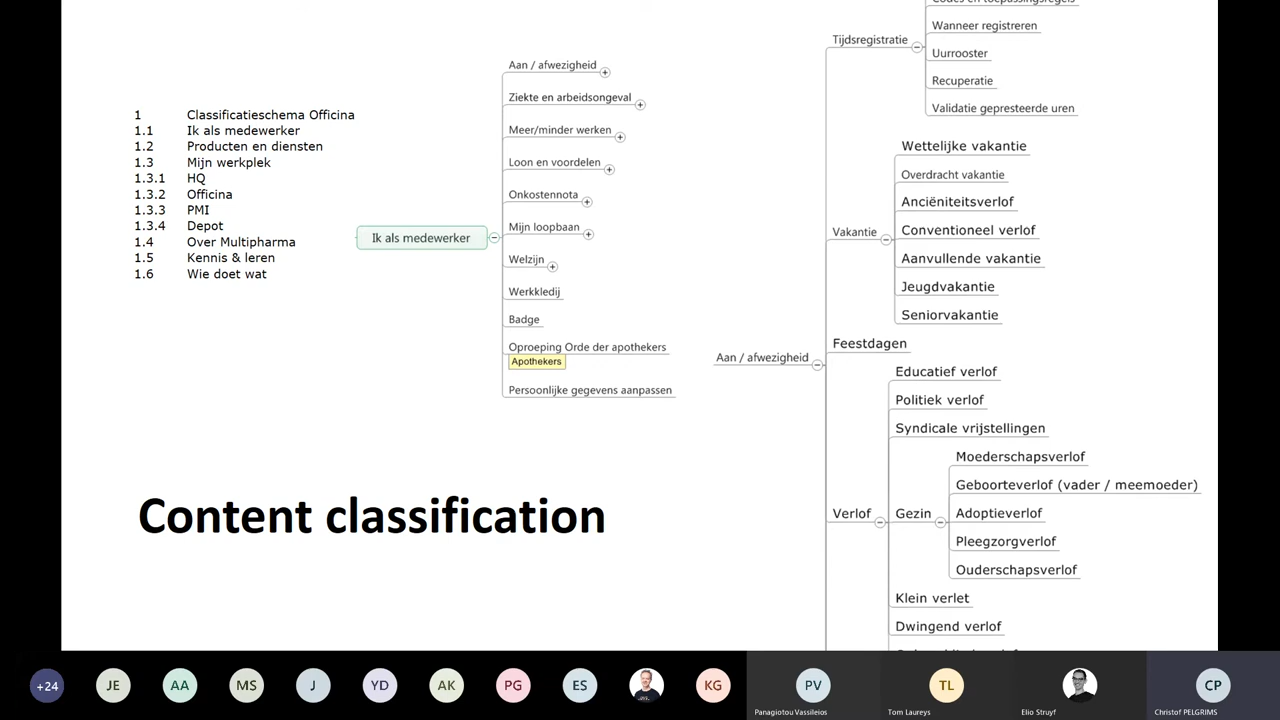 1 Classificatieschema Officina
1.1 Ik als medewerker
1.2 Producten en diensten
1.3 Mijn werkplek
1.3.1 HQ
1.3.2 Officina
1.3.3 PMI
1.3.4 Depot
1.4 Over Multipharma
1.5 Kennis & leren
1.6 Wie doet wat
Ik als medewerker
Aan / afwezigheid
Ziekte en arbeidsongeval
Meer/minder werken
Loon en voordelen
Onkostennota
Mijn loopbaan
Welzijn
Werkkledij
Badge
Oproeping Orde der apothekers
Apothekers
Persoonlijke gegevens aanpassen
Aan / afwezigheid
Tijdsregistratie
Codes en toepassingsregels
Wanneer registreren
Uurrooster
Recuperatie
Validatie gepresteerde uren
Vakantie
Wettelijke vakantie
Overdracht vakantie
Anciëniteitsverlof
Conventioneel verlof
Aanvullende vakantie
Jeugdvakantie
Seniorvakantie
Feestdagen
Verlof
Educatief verlof
Politiek verlof
Syndicale vrijstellingen
Gezin
Moederschapsverlof
Geboorteverlof (vader / meemoeder)
Adoptieverlof
Pleegzorgverlof
Ouderschapsverlof
Klein verlet
Dwingend verlof
Content classification
+24
JE
AA
MS
J
YD
AK
PG
ES
KG
PV
Panagiotou Vassileios
TL
Tom Laureys
Elio Struyf
CP
Christof PELGRIMS